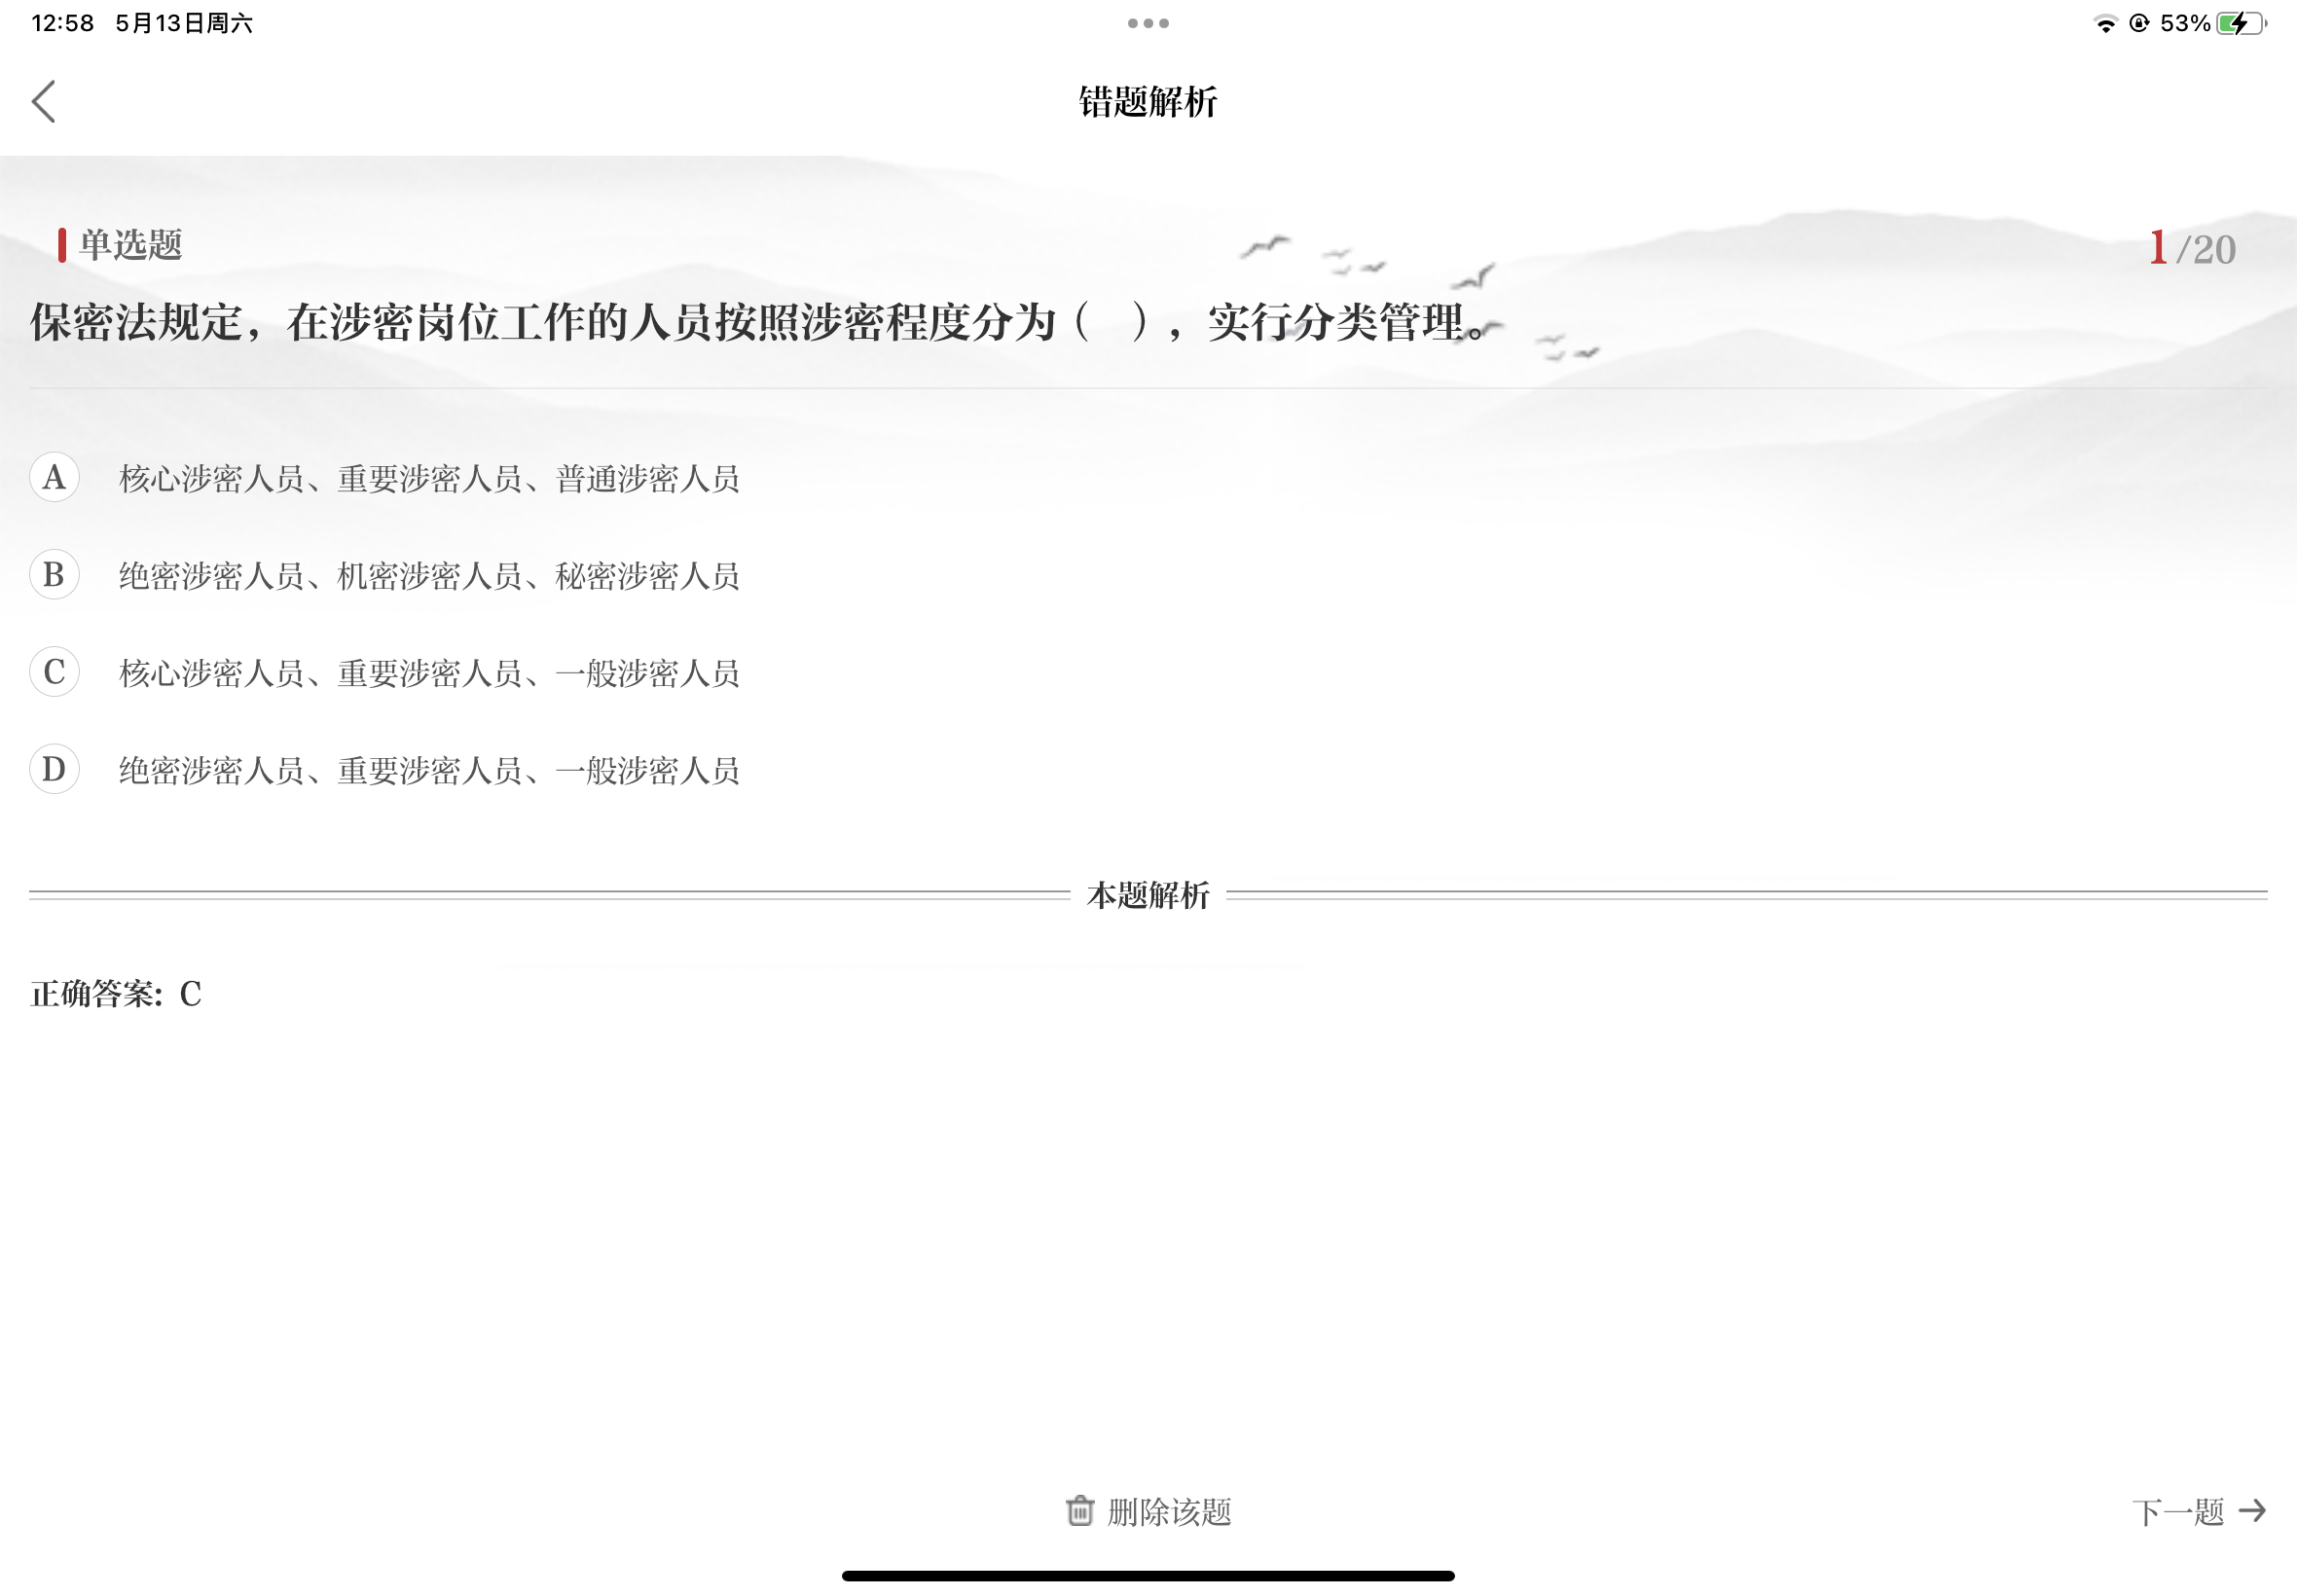 12:58 5月13日周六
53%
错题解析
单选题
1/20
保密法规定，在涉密岗位工作的人员按照涉密程度分为（ ），实行分类管理。
A 核心涉密人员、重要涉密人员、普通涉密人员
B 绝密涉密人员、机密涉密人员、秘密涉密人员
C 核心涉密人员、重要涉密人员、一般涉密人员
D 绝密涉密人员、重要涉密人员、一般涉密人员
本题解析
正确答案: C
删除该题
下一题